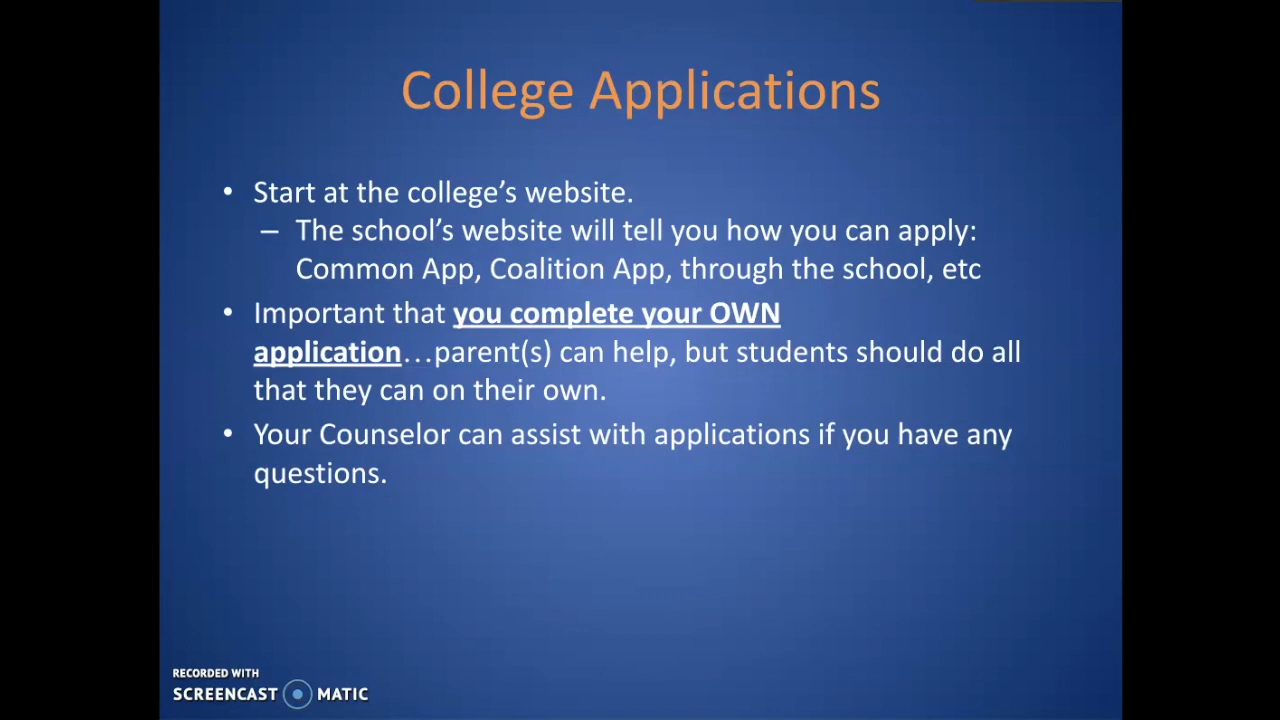 College Applications
• Start at the college’s website.
– The school’s website will tell you how you can apply:
Common App, Coalition App, through the school, etc
• Important that you complete your OWN
application…parent(s) can help, but students should do all
that they can on their own.
• Your Counselor can assist with applications if you have any
questions.
RECORDED WITH
SCREENCAST MATIC